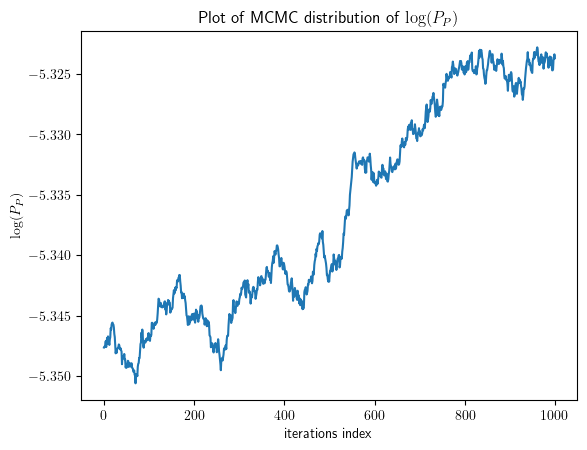 Plot of MCMC distribution of log(P_P)
−5.325
−5.330
−5.335
−5.340
−5.345
−5.350
log(P_P)
0 200 400 600 800 1000
iterations index